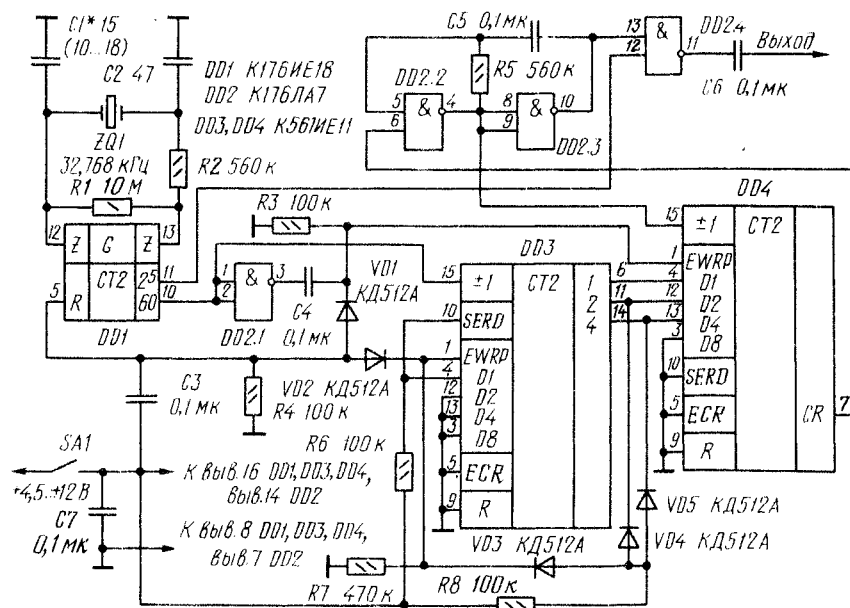 C1* 15
(10...18)
C2 47
ZQ1
32,768 кГц
R1 10 М
R2 560 к
DD1 К176ИЕ18
DD2 К176ЛА7
DD3, DD4 К561ИЕ11
12 Z G Z 13
5 R CT2 2S 11
60 10
DD1
R3 100 к
1
2
& 3
DD2.1
C4
0,1 мк
VD1
КД512А
C5 0,1 мк
R5 560 к
DD2.2
5
6
& 4
8
9
& 10
DD2.3
13
12
& 11
DD2.4
Выход
C6 0,1 мк
DD3
15 ±1 CT2
10 SERD
1 EWRP
4 D1
12 D2
13 D4
3 D8
5 ECR
9 R
1 6
2 11
4 14
DD4
15 ±1 CT2
1 EWRP
4 D1
12 D2
13 D4
3 D8
10 SERD
5 ECR
9 R
CR 7
C3
0,1 мк
VD2 КД512А
R4 100 к
R6 100 к
SA1
+4,5...+12 В
C7
0,1 мк
К выв. 16 DD1, DD3, DD4,
выв. 14 DD2
К выв. 8 DD1, DD3, DD4,
выв. 7 DD2
R7 470 к
VD3 КД512А
R8 100 к
VD5 КД512А
VD4 КД512А